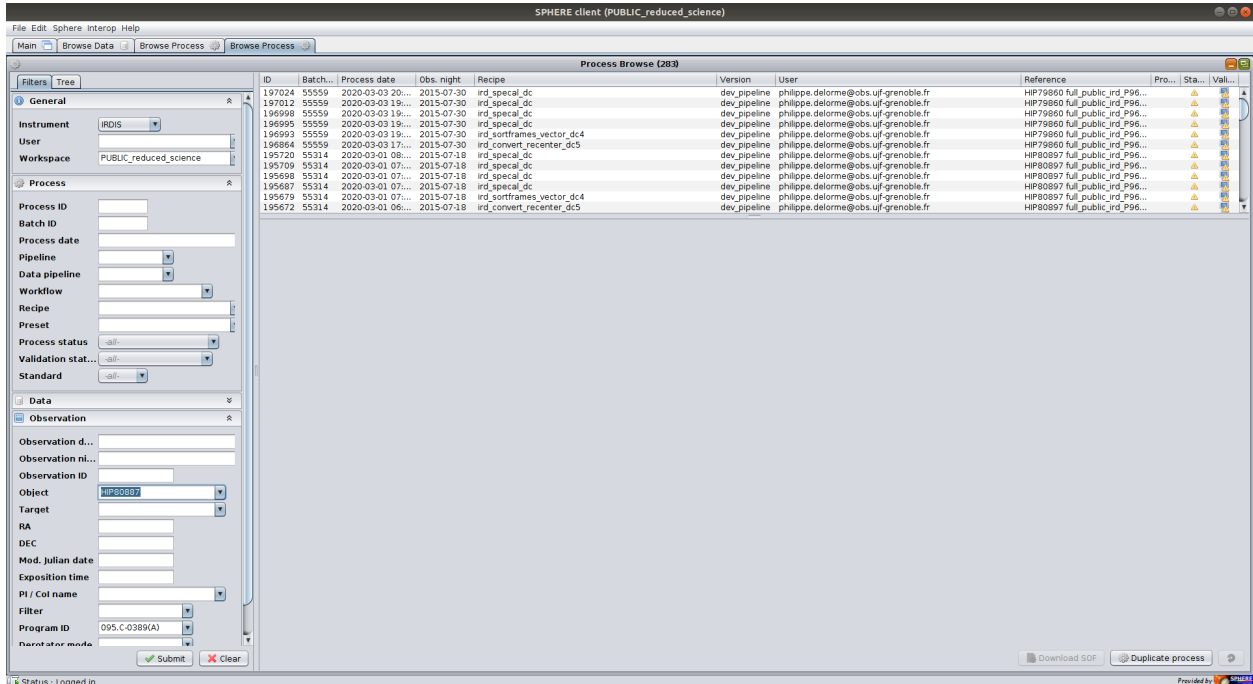 SPHERE client (PUBLIC_reduced_science)
File Edit Sphere Interop Help
Main Browse Data Browse Process Browse Process
Process Browse (283)
Filters Tree
General
Instrument IRDIS
User
Workspace PUBLIC_reduced_science
Process
Process ID
Batch ID
Process date
Pipeline
Data pipeline
Workflow
Recipe
Preset
Process status -all-
Validation stat... -all-
Standard -all-
Data
Observation
Observation d...
Observation ni...
Observation ID
Object HIP80887
Target
RA
DEC
Mod. Julian date
Exposition time
PI / CoI name
Filter
Program ID 095.C-0389(A)
Derotator mode
Submit Clear
ID Batch... Process date Obs. night Recipe Version User Reference Pro... Sta... Vali...
197024 55559 2020-03-03 20:... 2015-07-30 ird_specal_dc dev_pipeline philippe.delorme@obs.ujf-grenoble.fr HIP79860 full_public_ird_P96...
197012 55559 2020-03-03 19:... 2015-07-30 ird_specal_dc dev_pipeline philippe.delorme@obs.ujf-grenoble.fr HIP79860 full_public_ird_P96...
196998 55559 2020-03-03 19:... 2015-07-30 ird_specal_dc dev_pipeline philippe.delorme@obs.ujf-grenoble.fr HIP79860 full_public_ird_P96...
196995 55559 2020-03-03 19:... 2015-07-30 ird_specal_dc dev_pipeline philippe.delorme@obs.ujf-grenoble.fr HIP79860 full_public_ird_P96...
196993 55559 2020-03-03 19:... 2015-07-30 ird_sortframes_vector_dc4 dev_pipeline philippe.delorme@obs.ujf-grenoble.fr HIP79860 full_public_ird_P96...
196864 55559 2020-03-03 17:... 2015-07-30 ird_convert_recenter_dc5 dev_pipeline philippe.delorme@obs.ujf-grenoble.fr HIP79860 full_public_ird_P96...
195720 55314 2020-03-01 08:... 2015-07-18 ird_specal_dc dev_pipeline philippe.delorme@obs.ujf-grenoble.fr HIP80897 full_public_ird_P96...
195709 55314 2020-03-01 07:... 2015-07-18 ird_specal_dc dev_pipeline philippe.delorme@obs.ujf-grenoble.fr HIP80897 full_public_ird_P96...
195698 55314 2020-03-01 07:... 2015-07-18 ird_specal_dc dev_pipeline philippe.delorme@obs.ujf-grenoble.fr HIP80897 full_public_ird_P96...
195687 55314 2020-03-01 07:... 2015-07-18 ird_specal_dc dev_pipeline philippe.delorme@obs.ujf-grenoble.fr HIP80897 full_public_ird_P96...
195679 55314 2020-03-01 07:... 2015-07-18 ird_sortframes_vector_dc4 dev_pipeline philippe.delorme@obs.ujf-grenoble.fr HIP80897 full_public_ird_P96...
195672 55314 2020-03-01 06:... 2015-07-18 ird_convert_recenter_dc5 dev_pipeline philippe.delorme@obs.ujf-grenoble.fr HIP80897 full_public_ird_P96...
Download SOF Duplicate process
Status : Logged in
Provided by SPHERE